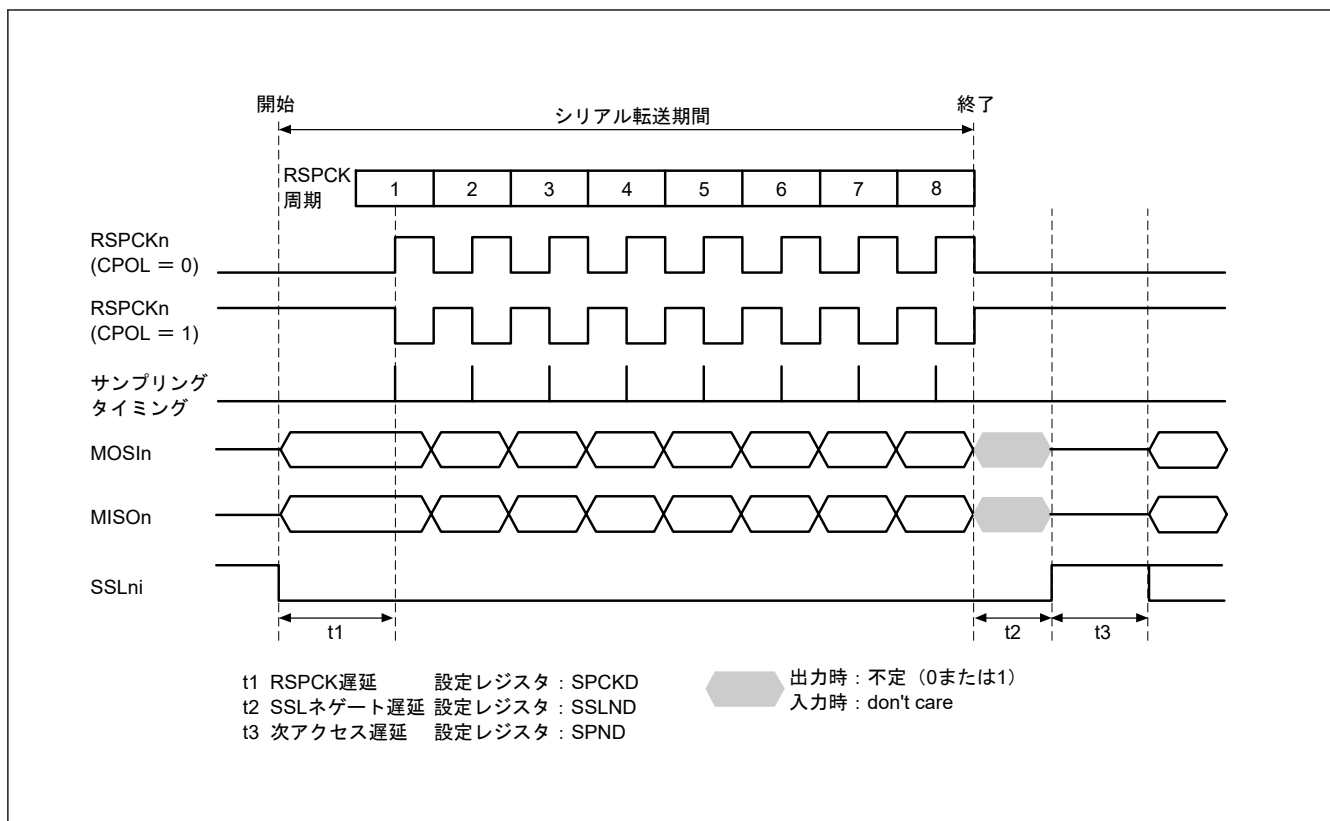 開始
終了
シリアル転送期間
RSPCK
周期
1 2 3 4 5 6 7 8
RSPCKn
(CPOL = 0)
RSPCKn
(CPOL = 1)
サンプリング
タイミング
MOSIn
MISOn
SSLni
t1
t2
t3
t1 RSPCK遅延 設定レジスタ:SPCKD
t2 SSLネゲート遅延 設定レジスタ:SSLND
t3 次アクセス遅延 設定レジスタ:SPND
出力時:不定(0または1)
入力時:don't care